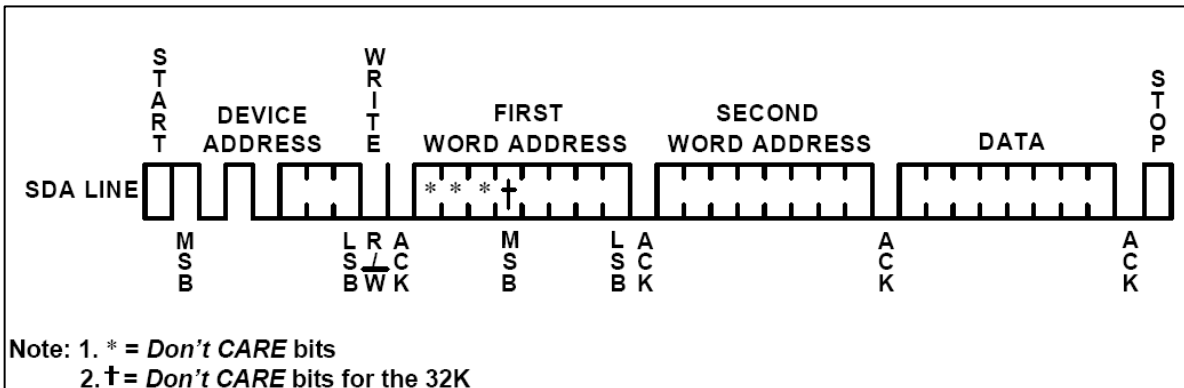 START
WRITE
STOP
DEVICE ADDRESS
FIRST WORD ADDRESS
SECOND WORD ADDRESS
DATA
SDA LINE
* * * †
MSB
LSB
R/W
ACK
MSB
LSB
ACK
ACK
ACK
Note: 1. * = Don't CARE bits
2. † = Don't CARE bits for the 32K